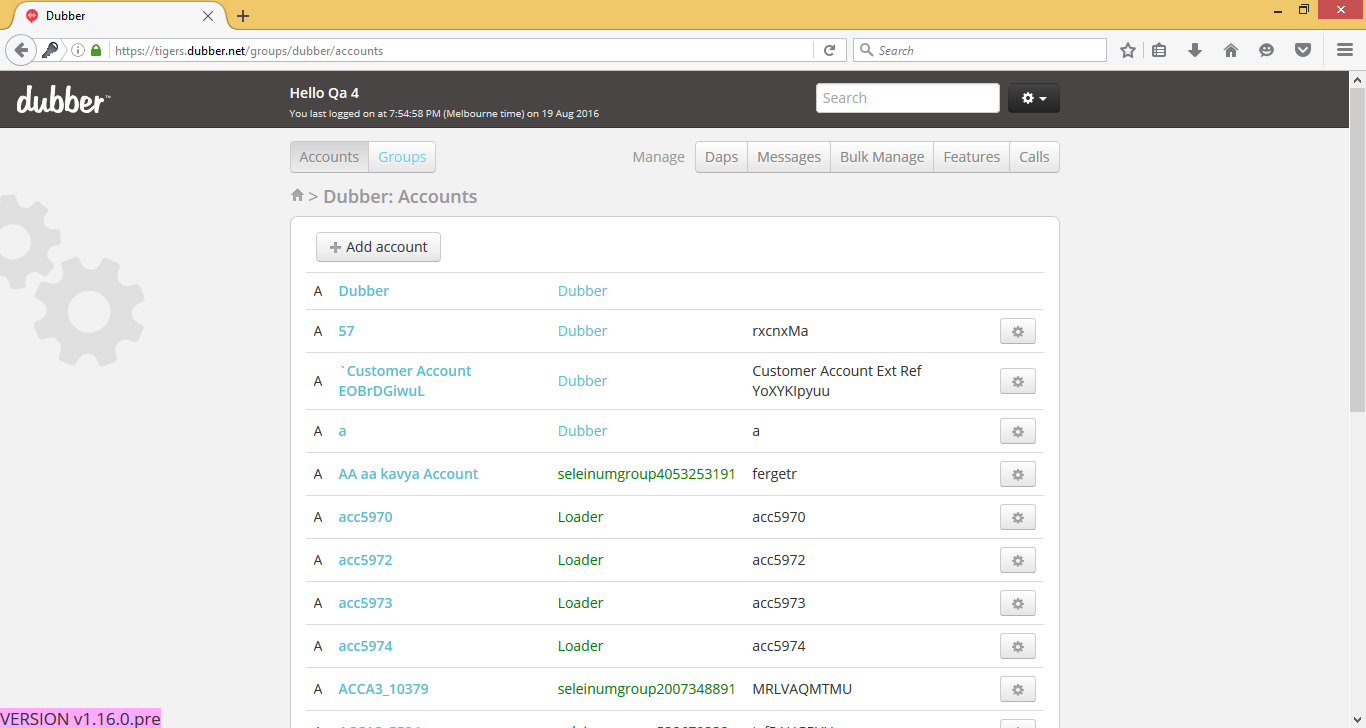 Dubber
https://tigers.dubber.net/groups/dubber/accounts
Search
dubber™
Hello Qa 4
You last logged on at 7:54:58 PM (Melbourne time) on 19 Aug 2016
Search
Accounts Groups Manage Daps Messages Bulk Manage Features Calls
> Dubber: Accounts
+ Add account
A Dubber Dubber
A 57 Dubber rxcnxMa
A `Customer Account EOBrDGiwuL Dubber Customer Account Ext Ref YoXYKIpyuu
A a Dubber a
A AA aa kavya Account seleinumgroup4053253191 fergetr
A acc5970 Loader acc5970
A acc5972 Loader acc5972
A acc5973 Loader acc5973
A acc5974 Loader acc5974
A ACCA3_10379 seleinumgroup2007348891 MRLVAQMTMU
VERSION v1.16.0.pre